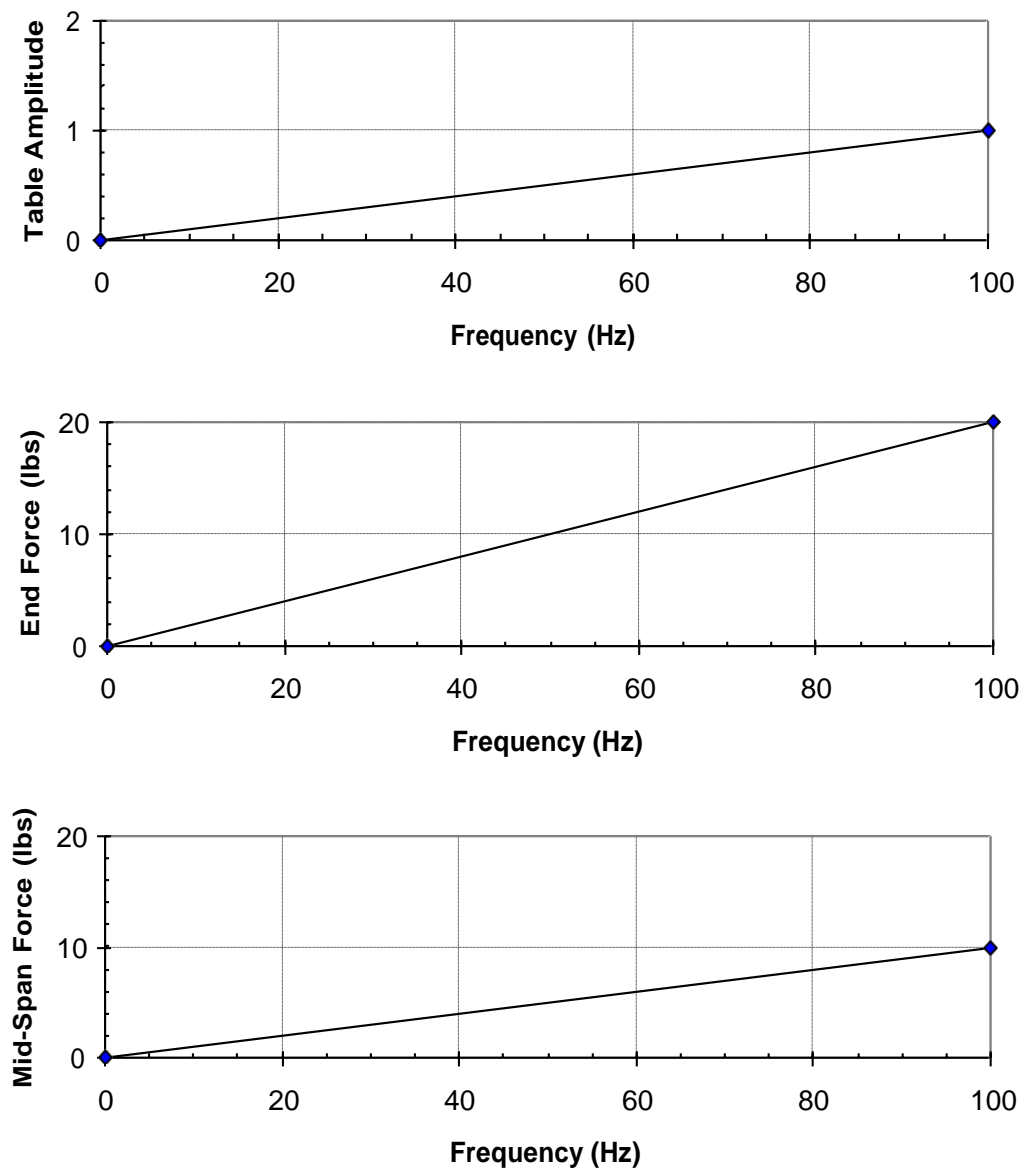 Table Amplitude
2
1
0
0 20 40 60 80 100
Frequency (Hz)
End Force (lbs)
20
10
0
0 20 40 60 80 100
Frequency (Hz)
Mid-Span Force (lbs)
20
10
0
0 20 40 60 80 100
Frequency (Hz)